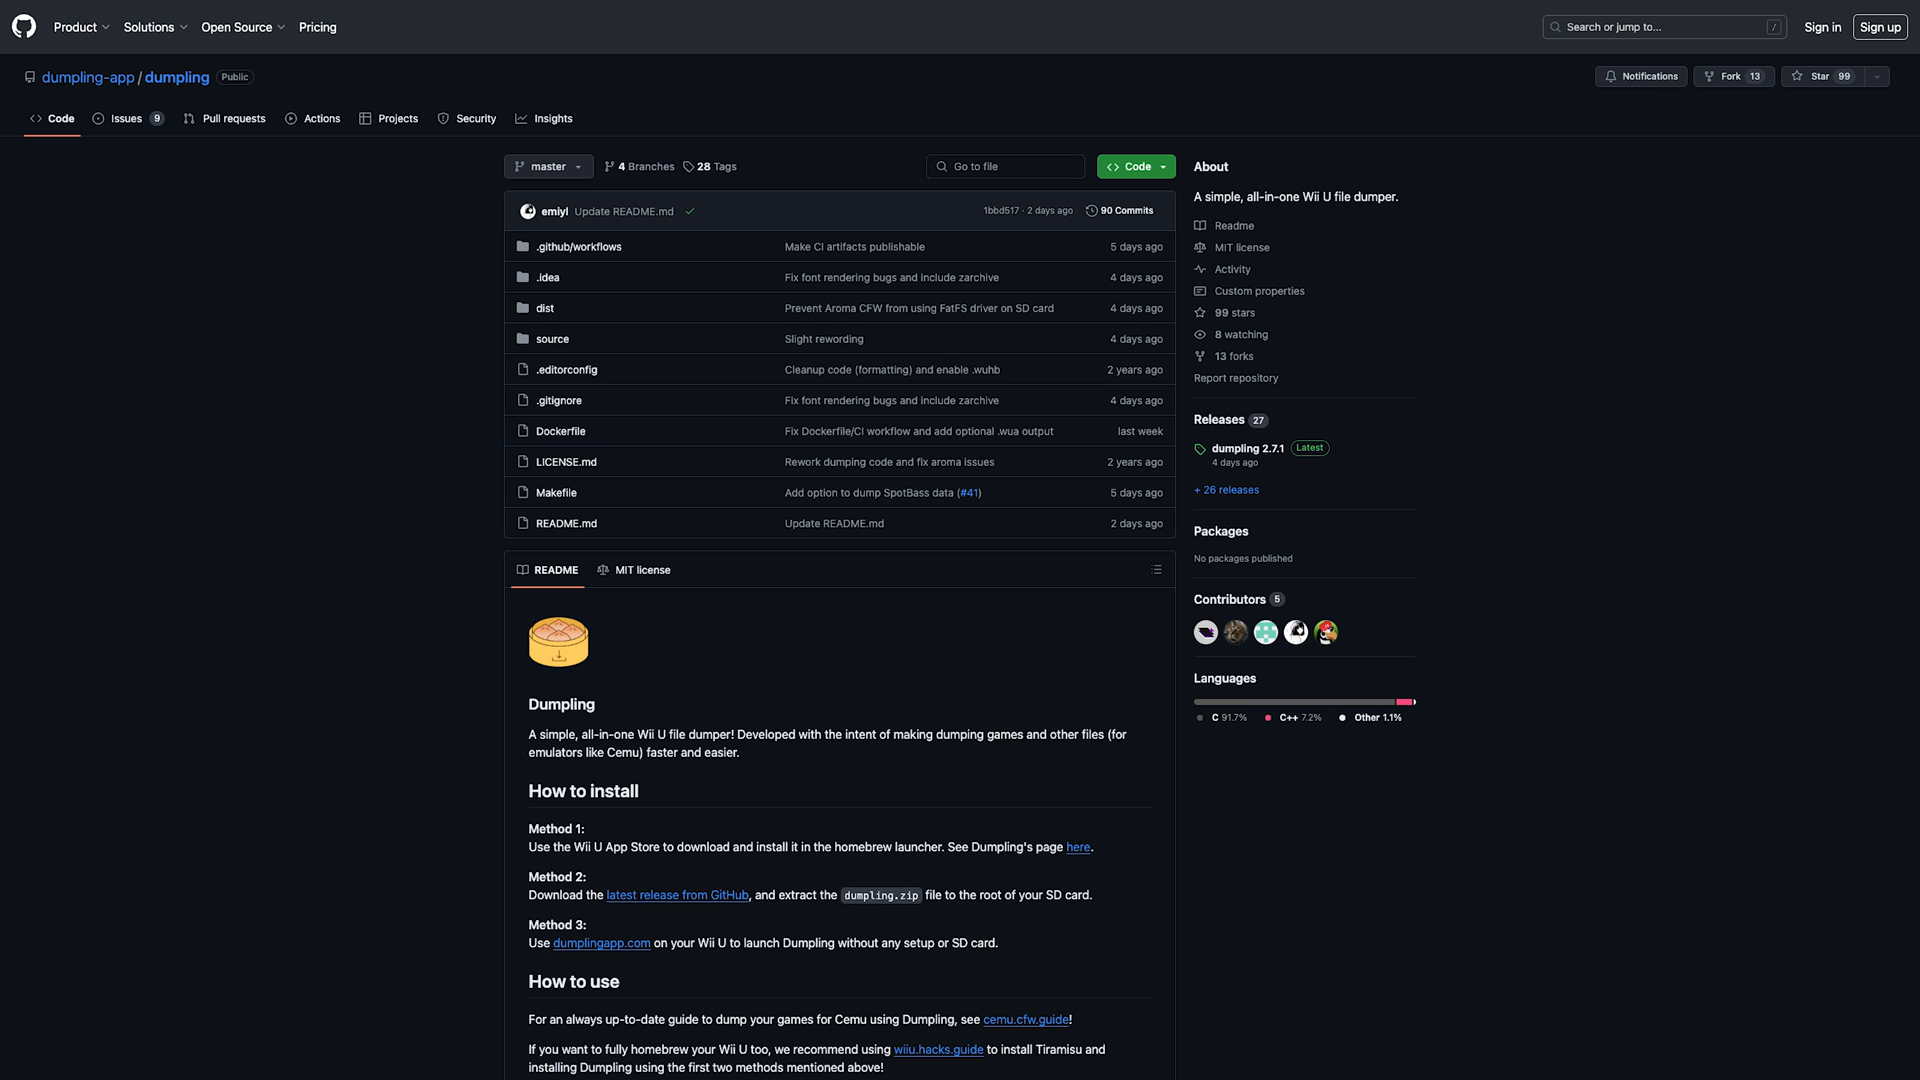 Product Solutions Open Source Pricing
Search or jump to... /
Sign in
Sign up
dumpling-app / dumpling Public
Notifications
Fork 13
Star 99
Code
Issues 9
Pull requests
Actions
Projects
Security
Insights
master
4 Branches
28 Tags
Go to file
Code
emiyl Update README.md
1bbd517 · 2 days ago
90 Commits
.github/workflows Make CI artifacts publishable 5 days ago
.idea Fix font rendering bugs and include zarchive 4 days ago
dist Prevent Aroma CFW from using FatFS driver on SD card 4 days ago
source Slight rewording 4 days ago
.editorconfig Cleanup code (formatting) and enable .wuhb 2 years ago
.gitignore Fix font rendering bugs and include zarchive 4 days ago
Dockerfile Fix Dockerfile/CI workflow and add optional .wua output last week
LICENSE.md Rework dumping code and fix aroma issues 2 years ago
Makefile Add option to dump SpotBass data (#41) 5 days ago
README.md Update README.md 2 days ago
README
MIT license
Dumpling
A simple, all-in-one Wii U file dumper! Developed with the intent of making dumping games and other files (for
emulators like Cemu) faster and easier.
How to install
Method 1:
Use the Wii U App Store to download and install it in the homebrew launcher. See Dumpling's page here.
Method 2:
Download the latest release from GitHub, and extract the dumpling.zip file to the root of your SD card.
Method 3:
Use dumplingapp.com on your Wii U to launch Dumpling without any setup or SD card.
How to use
For an always up-to-date guide to dump your games for Cemu using Dumpling, see cemu.cfw.guide!
If you want to fully homebrew your Wii U too, we recommend using wiiu.hacks.guide to install Tiramisu and
installing Dumpling using the first two methods mentioned above!
About
A simple, all-in-one Wii U file dumper.
Readme
MIT license
Activity
Custom properties
99 stars
8 watching
13 forks
Report repository
Releases 27
dumpling 2.7.1 Latest
4 days ago
+ 26 releases
Packages
No packages published
Contributors 5
Languages
C 91.7% C++ 7.2% Other 1.1%